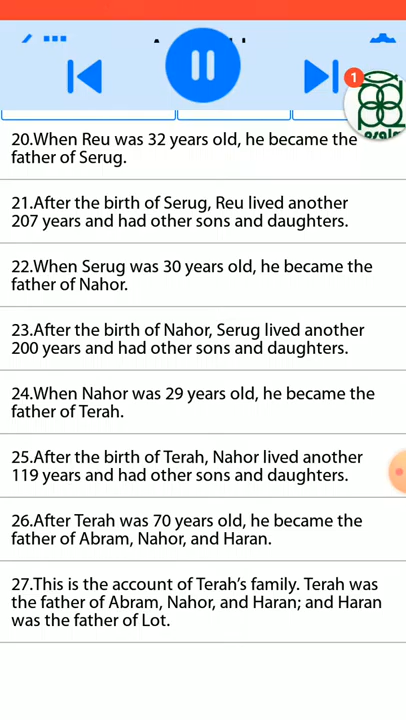 1
20.When Reu was 32 years old, he became the
father of Serug.
21.After the birth of Serug, Reu lived another
207 years and had other sons and daughters.
22.When Serug was 30 years old, he became the
father of Nahor.
23.After the birth of Nahor, Serug lived another
200 years and had other sons and daughters.
24.When Nahor was 29 years old, he became the
father of Terah.
25.After the birth of Terah, Nahor lived another
119 years and had other sons and daughters.
26.After Terah was 70 years old, he became the
father of Abram, Nahor, and Haran.
27.This is the account of Terah’s family. Terah was
the father of Abram, Nahor, and Haran; and Haran
was the father of Lot.